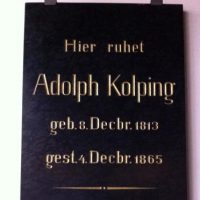 Hier ruhet
Adolph Kolping
geb. 8. Decbr. 1813
gest. 4. Decbr. 1865